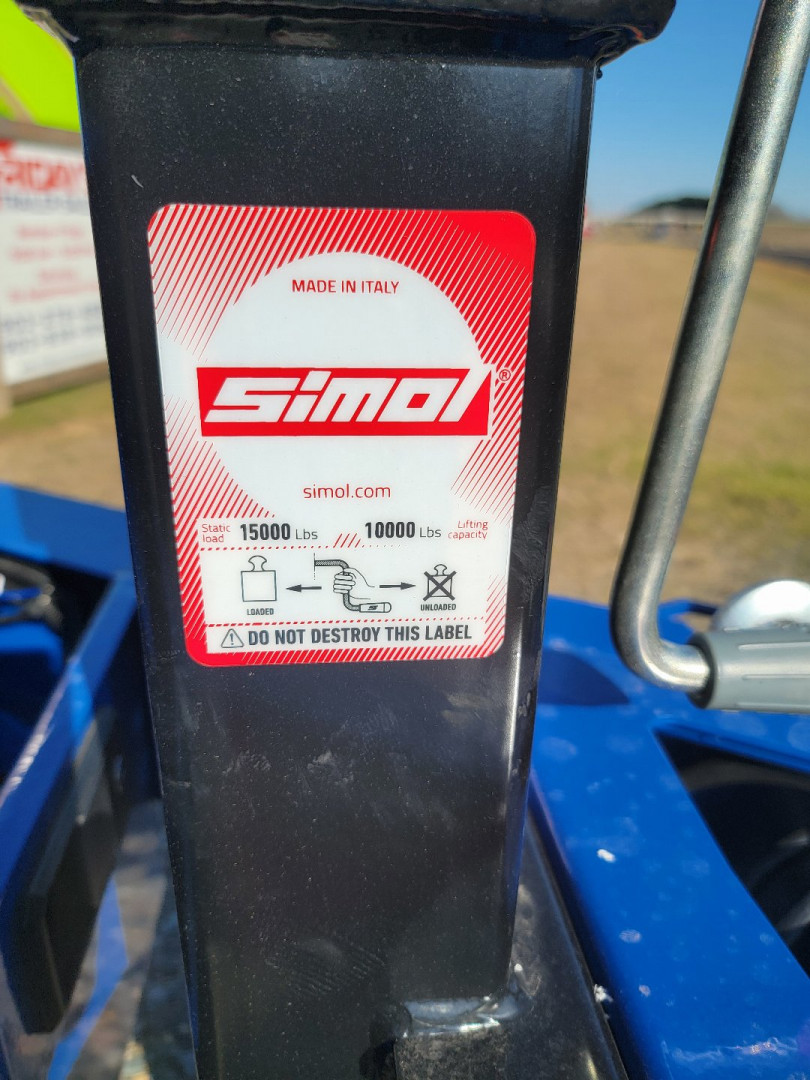 MADE IN ITALY
Simol®
simol.com
Static load 15000 Lbs //// 10000 Lbs Lifting capacity
LOADED UNLOADED
⚠ DO NOT DESTROY THIS LABEL